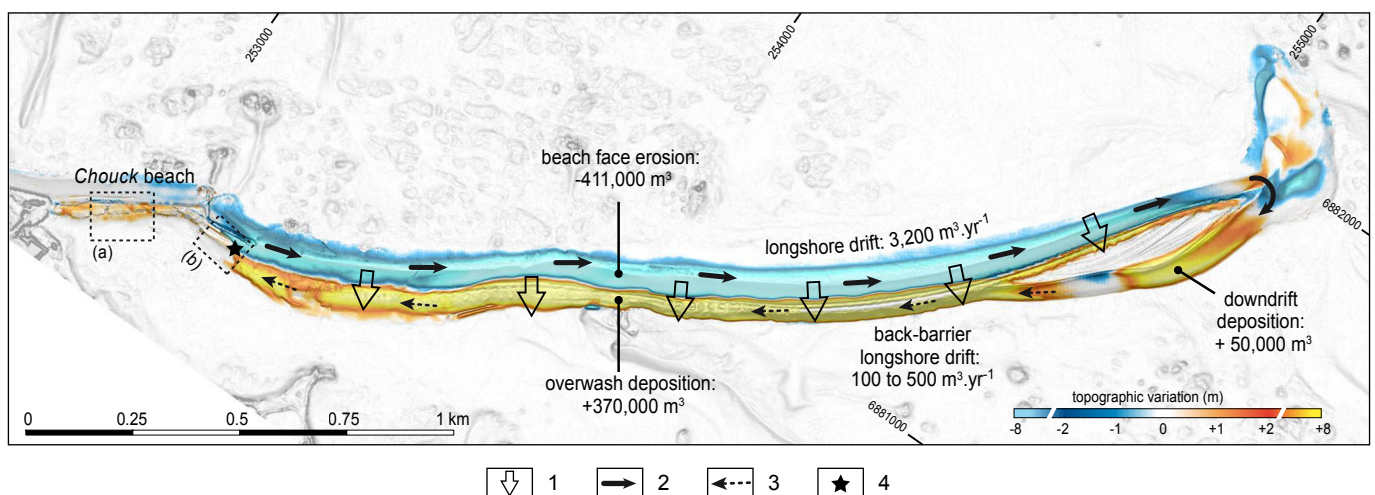 253000
254000
255000
beach face erosion:
-411,000 m³
Chouck beach
(a)
(b)
longshore drift: 3,200 m³.yr⁻¹
6882000
downdrift
deposition:
+ 50,000 m³
back-barrier
longshore drift:
100 to 500 m³.yr⁻¹
overwash deposition:
+370,000 m³
6881000
topographic variation (m)
-8 -2 -1 0 +1 +2 +8
0 0.25 0.5 0.75 1 km
1 2 3 4